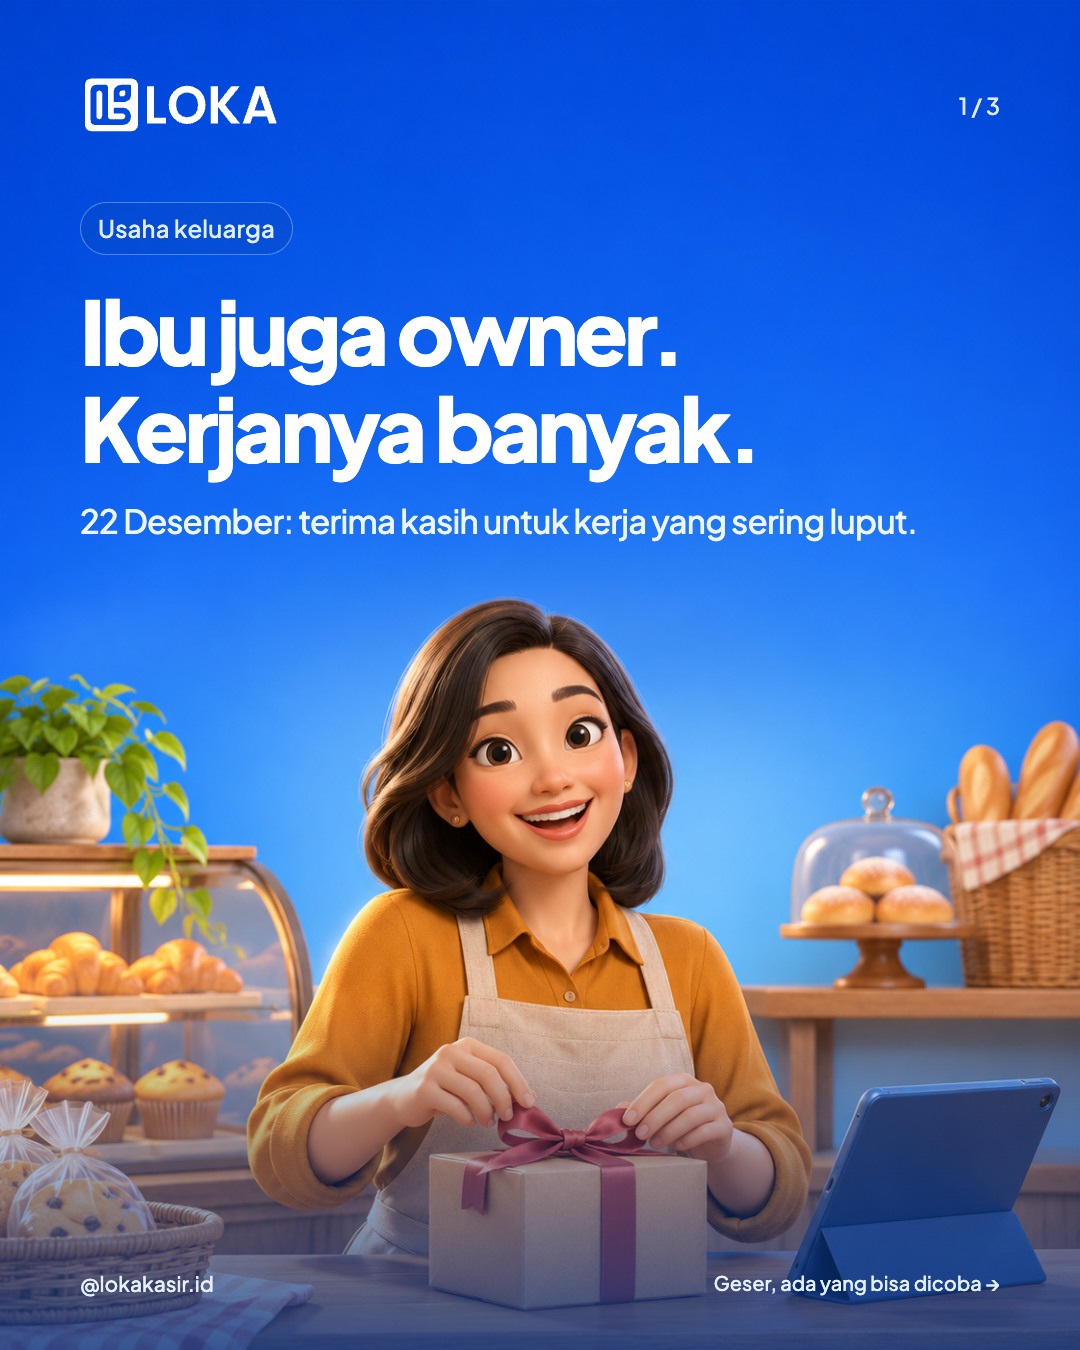 LOKA
1 / 3
Usaha keluarga
Ibu juga owner.
Kerjanya banyak.
22 Desember: terima kasih untuk kerja yang sering luput.
@lokakasir.id
Geser, ada yang bisa dicoba →